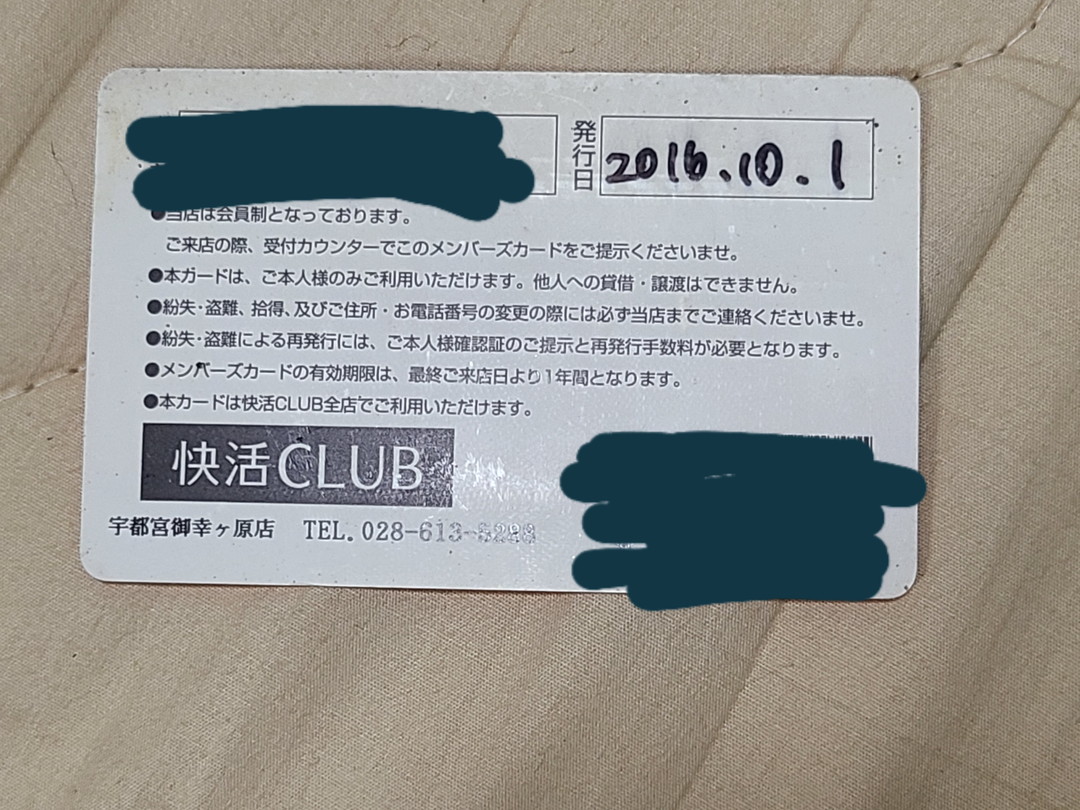 発行日
2016.10.1
●当店は会員制となっております。
ご来店の際、受付カウンターでこのメンバーズカードをご提示くださいませ。
●本カードは、ご本人様のみご利用いただけます。他人への貸借・譲渡はできません。
●紛失・盗難、拾得、及びご住所・お電話番号の変更の際には必ず当店までご連絡くださいませ。
●紛失・盗難による再発行には、ご本人様確認証のご提示と再発行手数料が必要となります。
●メンバーズカードの有効期限は、最終ご来店日より1年間となります。
●本カードは快活CLUB全店でご利用いただけます。
快活CLUB
宇都宮御幸ヶ原店 TEL. 028-613-